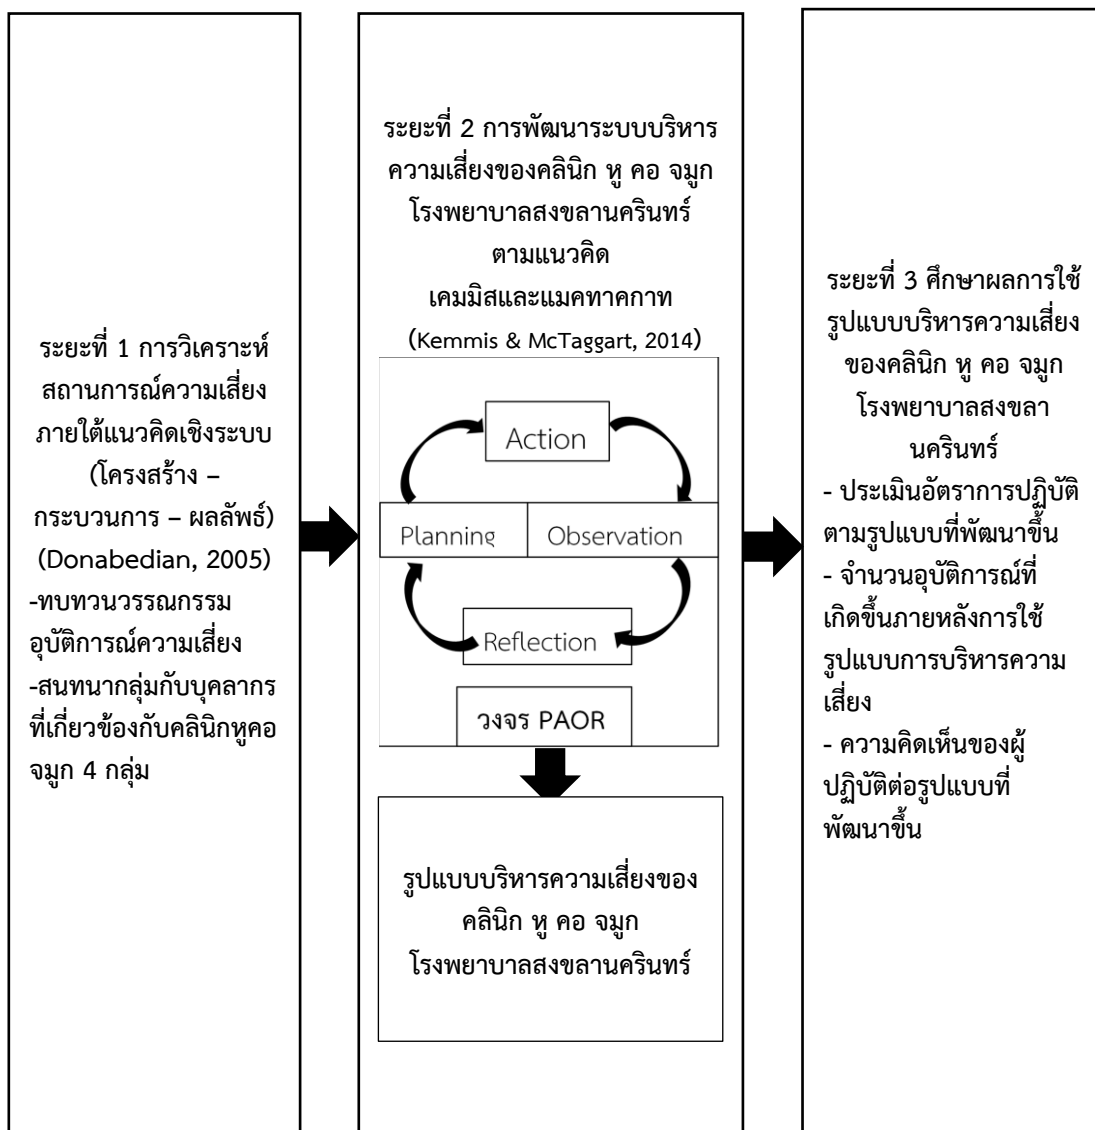 ระยะที่ 1 การวิเคราะห์
สถานการณ์ความเสี่ยง
ภายใต้แนวคิดเชิงระบบ
(โครงสร้าง –
กระบวนการ – ผลลัพธ์)
(Donabedian, 2005)
-ทบทวนวรรณกรรม
อุบัติการณ์ความเสี่ยง
-สนทนากลุ่มกับบุคลากร
ที่เกี่ยวข้องกับคลินิกหูคอ
จมูก 4 กลุ่ม
ระยะที่ 2 การพัฒนาระบบบริหาร
ความเสี่ยงของคลินิก หู คอ จมูก
โรงพยาบาลสงขลานครินทร์
ตามแนวคิด
เคมมิสและแมคทาคกาท
(Kemmis & McTaggart, 2014)
Action
Planning
Observation
Reflection
วงจร PAOR
รูปแบบบริหารความเสี่ยงของ
คลินิก หู คอ จมูก
โรงพยาบาลสงขลานครินทร์
ระยะที่ 3 ศึกษาผลการใช้
รูปแบบบริหารความเสี่ยง
ของคลินิก หู คอ จมูก
โรงพยาบาลสงขลา
นครินทร์
- ประเมินอัตราการปฏิบัติ
ตามรูปแบบที่พัฒนาขึ้น
- จำนวนอุบัติการณ์ที่
เกิดขึ้นภายหลังการใช้
รูปแบบการบริหารความ
เสี่ยง
- ความคิดเห็นของผู้
ปฏิบัติต่อรูปแบบที่
พัฒนาขึ้น